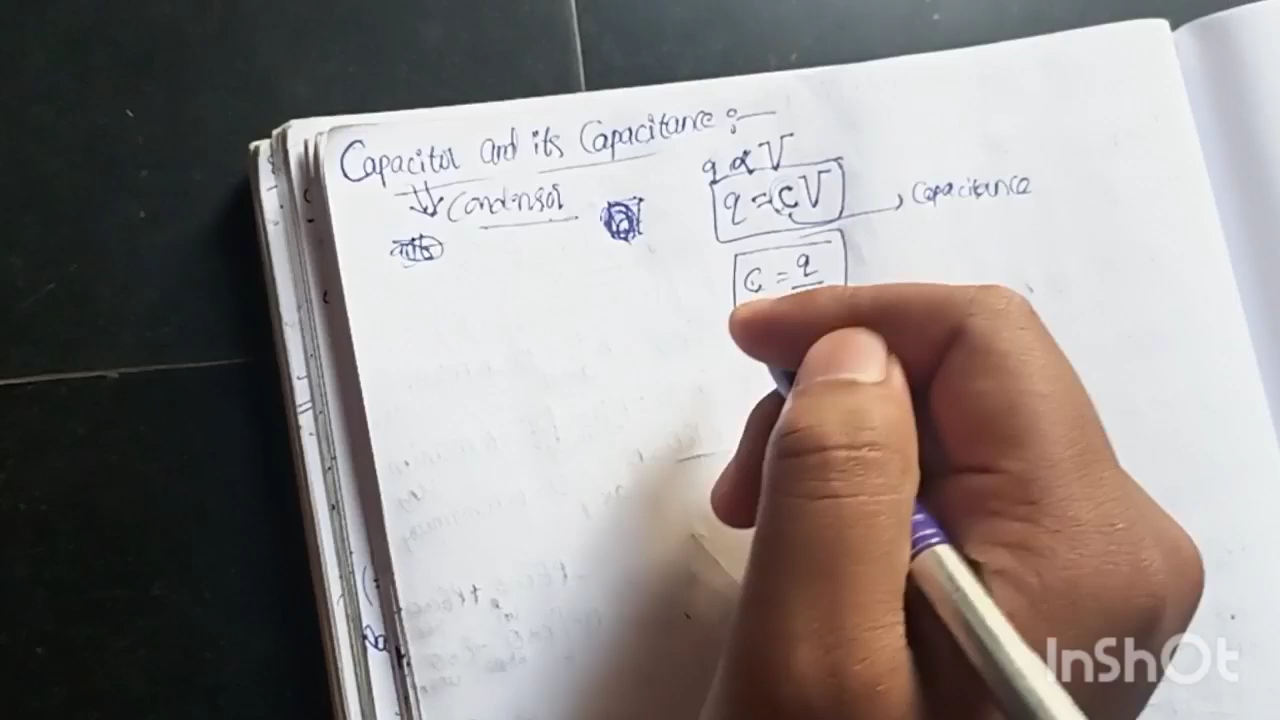 Capacitor and its Capacitance :—
Condensor
q α V
q = CV
Capacitance
C = q
InShOt